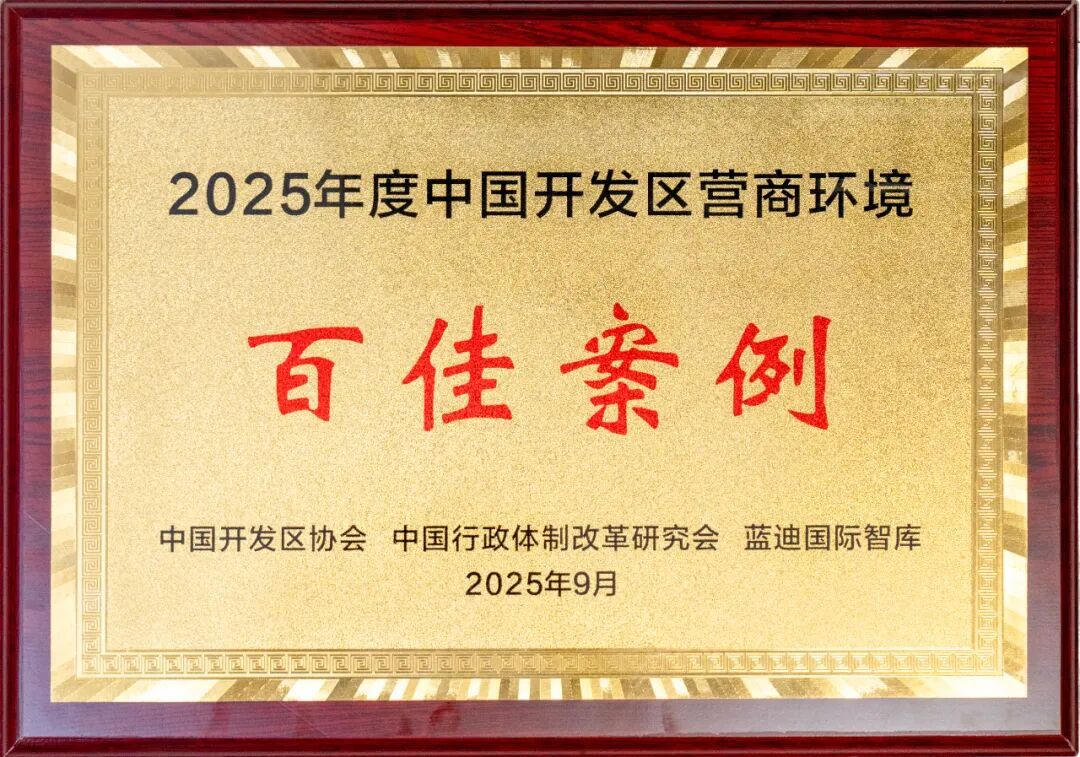 2025年度中国开发区营商环境
百佳案例
中国开发区协会 中国行政体制改革研究会 蓝迪国际智库
2025年9月